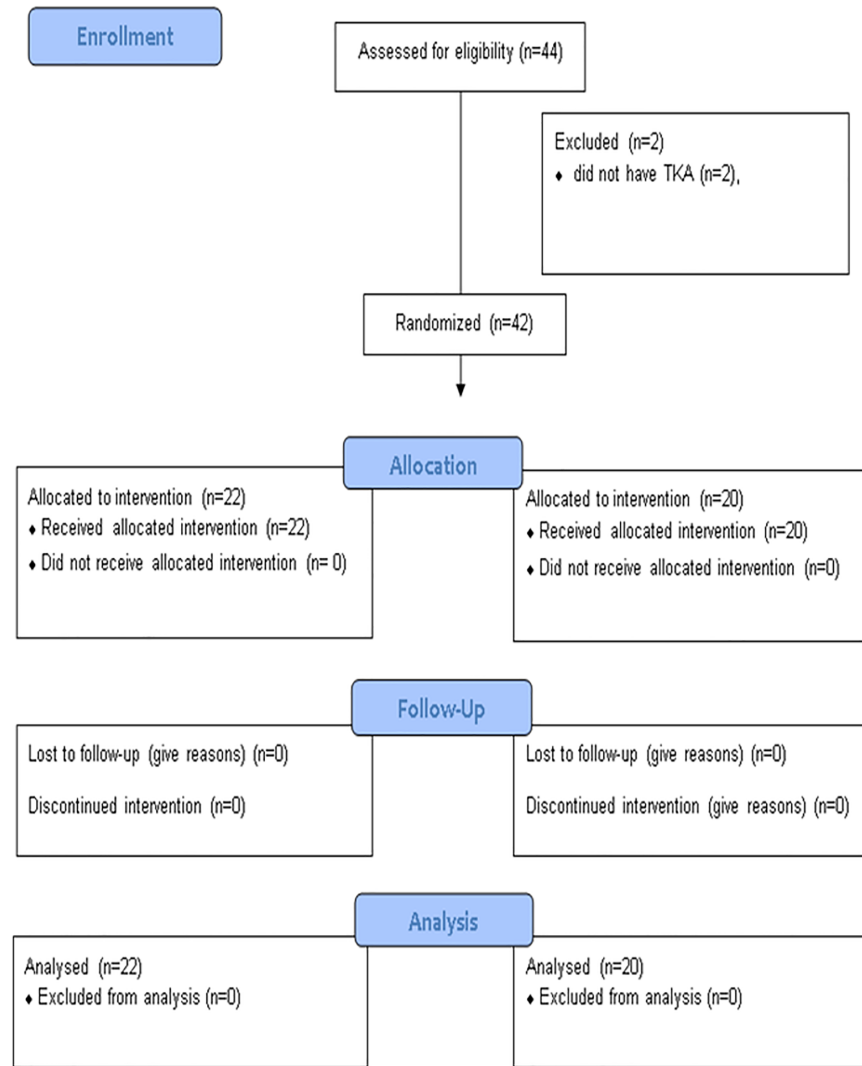 Enrollment
Assessed for eligibility (n=44)
Excluded (n=2)
♦ did not have TKA (n=2),
Randomized (n=42)
Allocation
Allocated to intervention (n=22)
♦ Received allocated intervention (n=22)
♦ Did not receive allocated intervention (n= 0)
Allocated to intervention (n=20)
♦ Received allocated intervention (n=20)
♦ Did not receive allocated intervention (n=0)
Follow-Up
Lost to follow-up (give reasons) (n=0)
Discontinued intervention (n=0)
Lost to follow-up (give reasons) (n=0)
Discontinued intervention (give reasons) (n=0)
Analysis
Analysed (n=22)
♦ Excluded from analysis (n=0)
Analysed (n=20)
♦ Excluded from analysis (n=0)